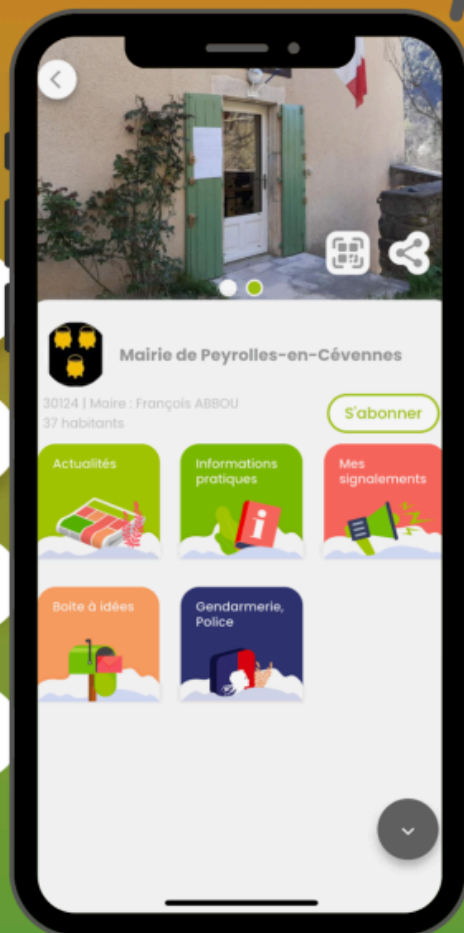 Mairie de Peyrolles-en-Cévennes
30124 | Maire : François ABBOU
37 habitants
S'abonner
Actualités
Informations
pratiques
Mes
signalements
Boîte à idées
Gendarmerie,
Police